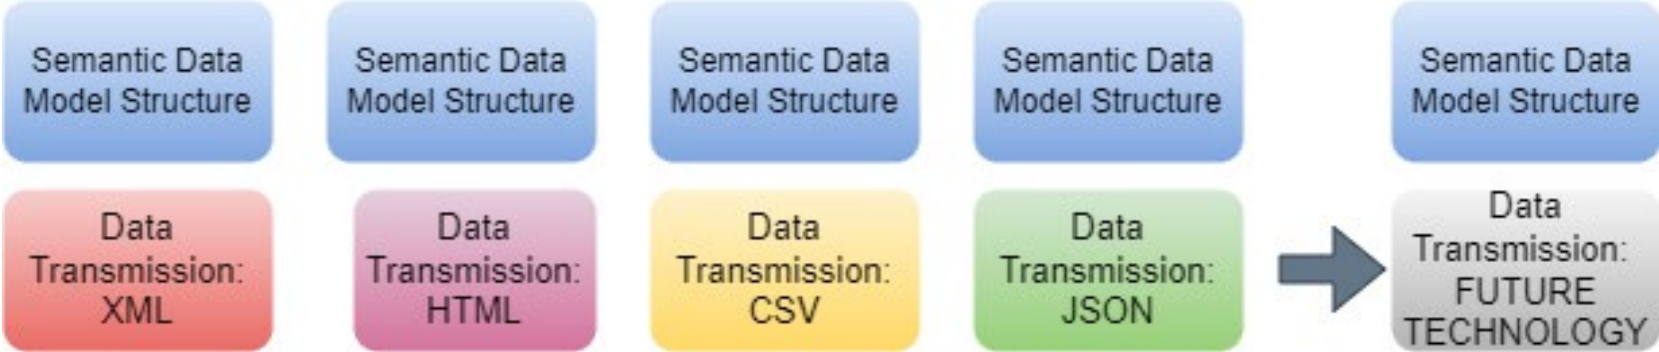 Semantic Data
Model Structure
Semantic Data
Model Structure
Semantic Data
Model Structure
Semantic Data
Model Structure
Semantic Data
Model Structure
Data
Transmission:
XML
Data
Transmission:
HTML
Data
Transmission:
CSV
Data
Transmission:
JSON
Data
Transmission:
FUTURE
TECHNOLOGY